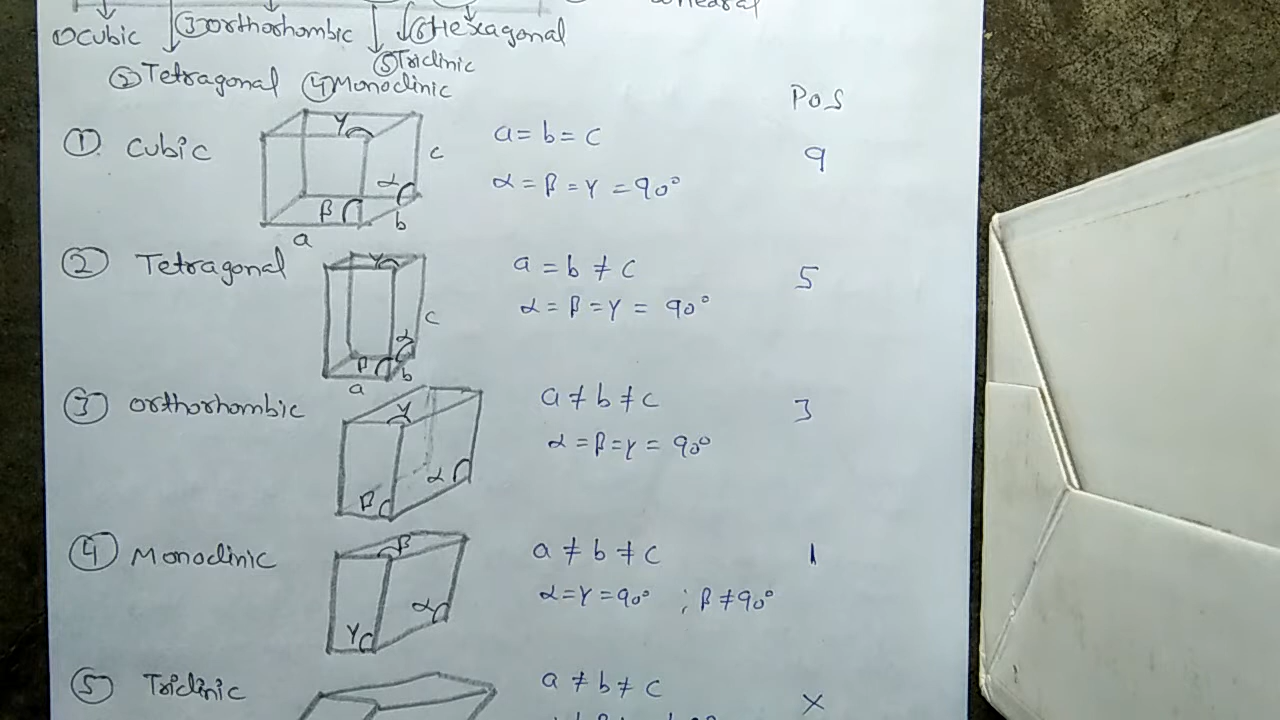 ①Cubic ③orthorhombic ⑥Hexagonal
⑤Triclinic
②Tetragonal ④Monoclinic
POS
① Cubic a = b = c 9
α = β = γ = 90°
γ
c
α
β
b
a
② Tetragonal a = b ≠ c 5
α = β = γ = 90°
γ
c
α
β
b
a
③ orthorhombic a ≠ b ≠ c 3
α = β = γ = 90°
γ
α
β
④ Monoclinic a ≠ b ≠ c 1
α = γ = 90° ; β ≠ 90°
β
α
γ
⑤ Triclinic a ≠ b ≠ c ×